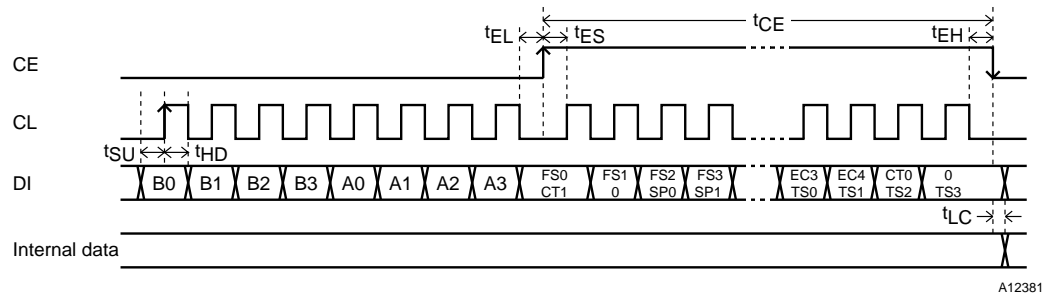 tCE
tEL tES tEH
CE
CL
tSU tHD
DI B0 B1 B2 B3 A0 A1 A2 A3 FS0 FS1 FS2 FS3 EC3 EC4 CT0 0
CT1 0 SP0 SP1 TS0 TS1 TS2 TS3
tLC
Internal data
A12381